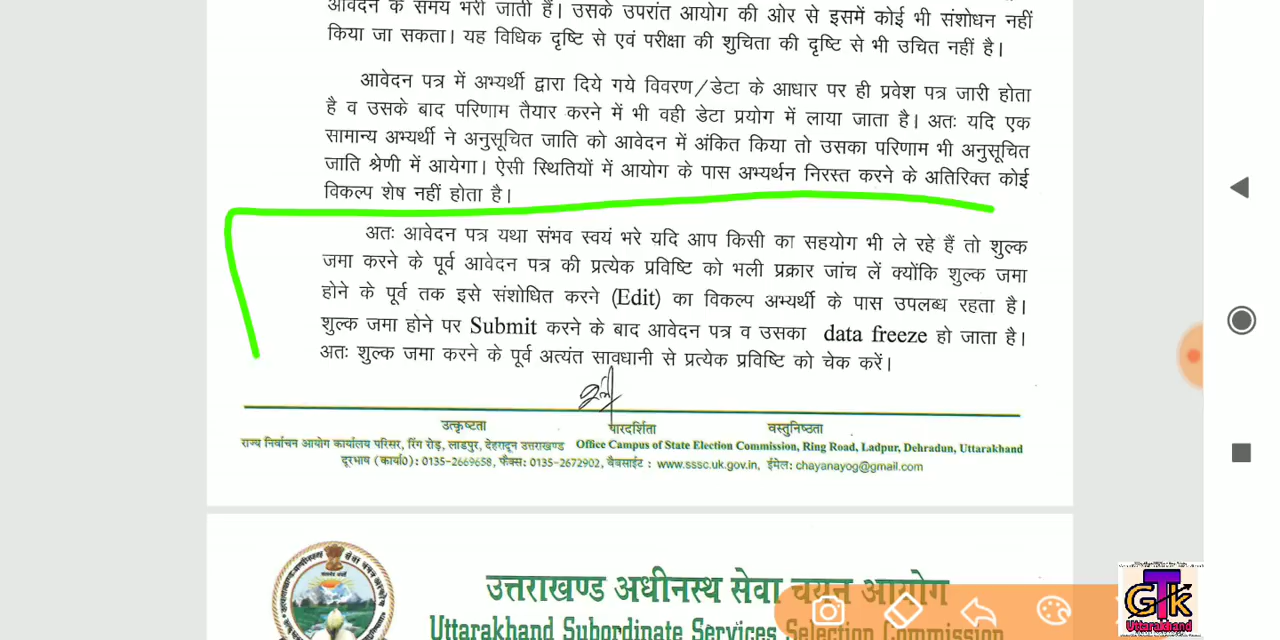 आवेदन के समय भरी जाती हैं। उसके उपरांत आयोग की ओर से इसमें कोई भी संशोधन नहीं
किया जा सकता। यह विधिक दृष्टि से एवं परीक्षा की शुचिता की दृष्टि से भी उचित नहीं है।
आवेदन पत्र में अभ्यर्थी द्वारा दिये गये विवरण/डेटा के आधार पर ही प्रवेश पत्र जारी होता
है व उसके बाद परिणाम तैयार करने में भी वही डेटा प्रयोग में लाया जाता है। अतः यदि एक
सामान्य अभ्यर्थी ने अनुसूचित जाति को आवेदन में अंकित किया तो उसका परिणाम भी अनुसूचित
जाति श्रेणी में आयेगा। ऐसी स्थितियों में आयोग के पास अभ्यर्थन निरस्त करने के अतिरिक्त कोई
विकल्प शेष नहीं होता है।
अतः आवेदन पत्र यथा संभव स्वयं भरे यदि आप किसी का सहयोग भी ले रहे हैं तो शुल्क
जमा करने के पूर्व आवेदन पत्र की प्रत्येक प्रविष्टि को भली प्रक्रार जांच लें क्योंकि शुल्क जमा
होने के पूर्व तक इसे संशोधित करने (Edit) का विकल्प अभ्यर्थी के पास उपलब्ध रहता है।
शुल्क जमा होने पर Submit करने के बाद आवेदन पत्र व उसका data freeze हो जाता है।
अतः शुल्क जमा करने के पूर्व अत्यंत सावधानी से प्रत्येक प्रविष्टि को चेक करें।
उत्कृष्टता पारदर्शिता वस्तुनिष्ठता
राज्य निर्वाचन आयोग कार्यालय परिसर, रिंग रोड़, लाडपुर, देहरादून उत्तराखण्ड Office Campus of State Election Commission, Ring Road, Ladpur, Dehradun, Uttarakhand
दूरभाष (कार्या0): 0135-2669658, फैक्स: 0135-2672902, वैवसाईट : www.sssc.uk.gov.in, ईमेल: chayanayog@gmail.com
उत्तराखण्ड अधीनस्थ सेवा चयन आयोग
Uttarakhand Subordinate Services Selection Commission
GTK
Uttarakhand